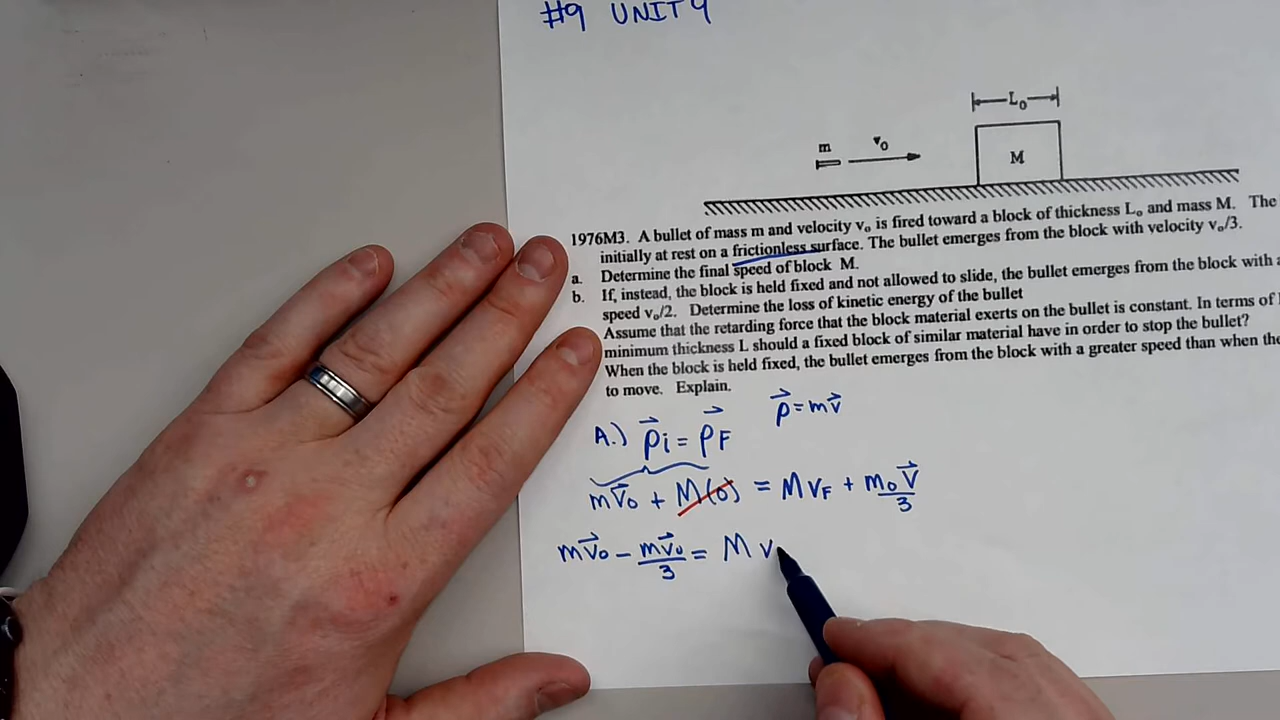 #9 UNIT 4
L₀
m
v₀
M
1976M3. A bullet of mass m and velocity v₀ is fired toward a block of thickness L₀ and mass M. The
initially at rest on a frictionless surface. The bullet emerges from the block with velocity v₀/3.
a. Determine the final speed of block M.
b. If, instead, the block is held fixed and not allowed to slide, the bullet emerges from the block with a
speed v₀/2. Determine the loss of kinetic energy of the bullet
Assume that the retarding force that the block material exerts on the bullet is constant. In terms of
minimum thickness L should a fixed block of similar material have in order to stop the bullet?
When the block is held fixed, the bullet emerges from the block with a greater speed than when the
to move. Explain.
A.) p⃗i = p⃗F p⃗ = mv⃗
mv⃗₀ + M(0) = MvF + m₀v⃗/3
mv⃗₀ − mv⃗₀/3 = M v